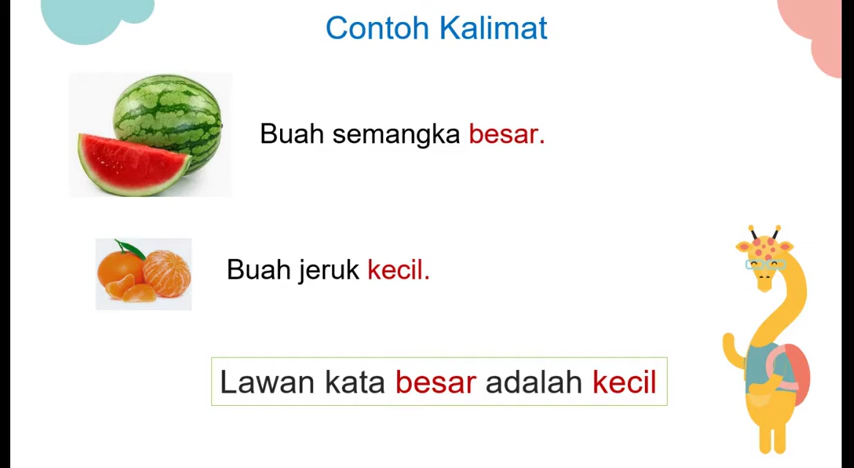 Contoh Kalimat
Buah semangka besar.
Buah jeruk kecil.
Lawan kata besar adalah kecil